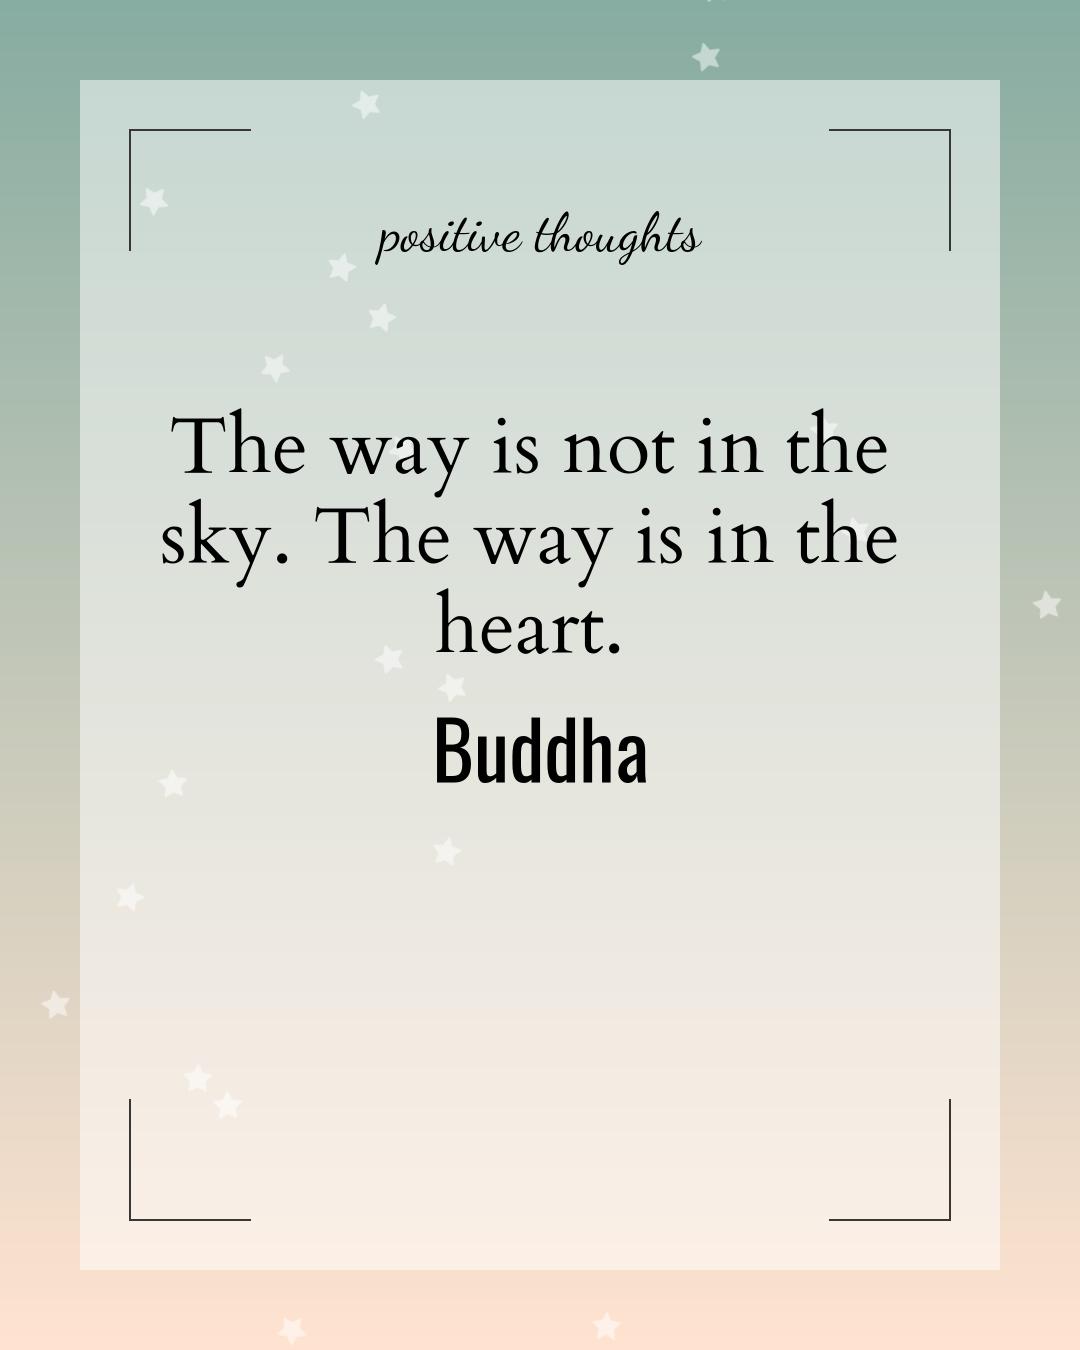 positive thoughts
The way is not in the
sky. The way is in the
heart.
Buddha